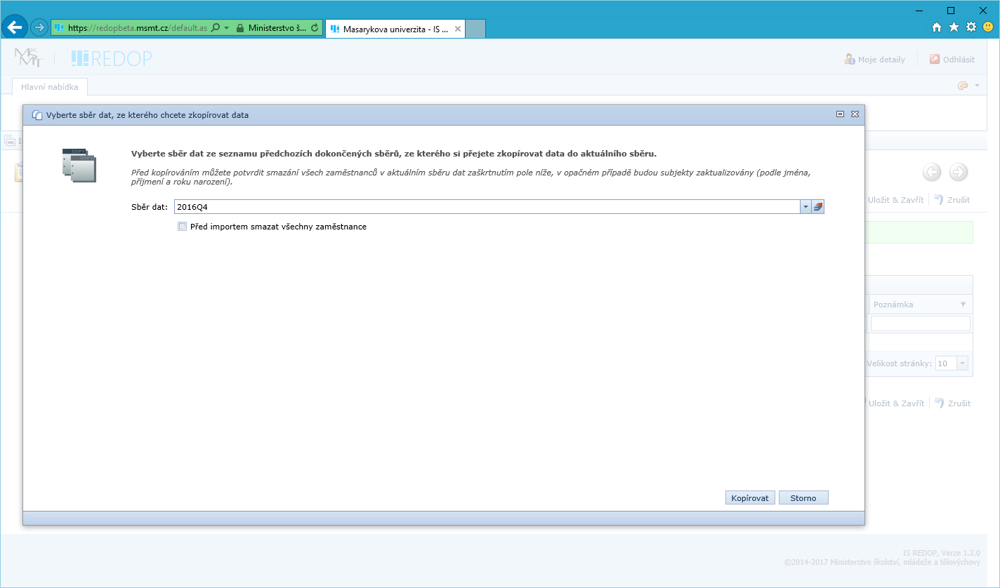 https://redopbeta.msmt.cz/default.as
Ministerstvo š...
Masarykova univerzita - IS ...
MŠMT
REDOP
Moje detaily
Odhlásit
Hlavní nabídka
Vyberte sběr dat, ze kterého chcete zkopírovat data
COPY
COPY
Vyberte sběr dat ze seznamu předchozích dokončených sběrů, ze kterého si přejete zkopírovat data do aktuálního sběru.
Před kopírováním můžete potvrdit smazání všech zaměstnanců v aktuálním sběru dat zaškrtnutím pole níže, v opačném případě budou subjekty zaktualizovány (podle jména,
příjmení a roku narození).
Uložit & Zavřít
Zrušit
Sběr dat:
2016Q4
Před importem smazat všechny zaměstnance
Poznámka
Velikost stránky:
10
Uložit & Zavřít
Zrušit
Kopírovat
Storno
IS REDOP, Verze 1.2.0
©2014-2017 Ministerstvo školství, mládeže a tělovýchovy